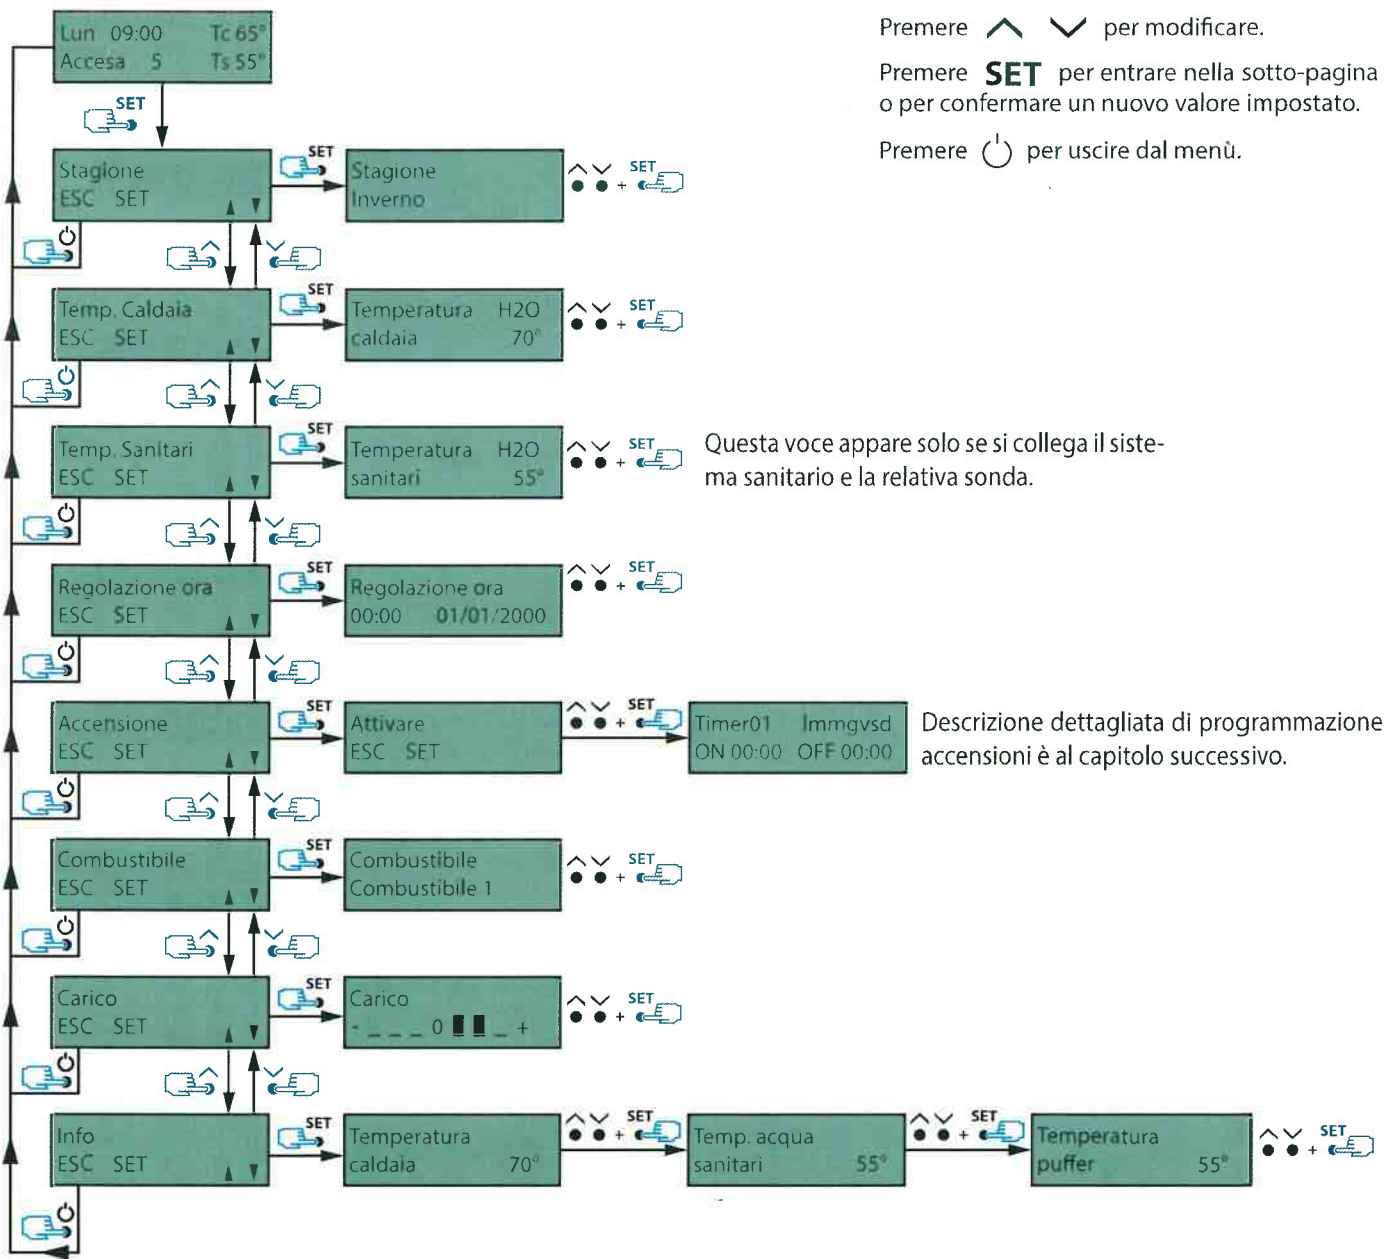 Lun 09:00 Tc 65°
Accesa 5 Ts 55°
Premere per modificare.
Premere SET per entrare nella sotto-pagina
o per confermare un nuovo valore impostato.
Premere per uscire dal menù.
SET
Stagione
ESC SET
SET
Stagione
Inverno
+ SET
Temp. Caldaia
ESC SET
SET
Temperatura H2O
caldaia 70°
+ SET
Temp. Sanitari
ESC SET
SET
Temperatura H2O
sanitari 55°
+ SET
Questa voce appare solo se si collega il siste-
ma sanitario e la relativa sonda.
Regolazione ora
ESC SET
SET
Regolazione ora
00:00 01/01/2000
+ SET
Accensione
ESC SET
SET
Attivare
ESC SET
+ SET
Timer01 lmmgvsd
ON 00:00 OFF 00:00
Descrizione dettagliata di programmazione
accensioni è al capitolo successivo.
Combustibile
ESC SET
SET
Combustibile
Combustibile 1
+ SET
Carico
ESC SET
SET
Carico
- _ _ _ 0 █ █ _ +
+ SET
Info
ESC SET
SET
Temperatura
caldaia 70°
+ SET
Temp. acqua
sanitari 55°
+ SET
Temperatura
puffer 55°
+ SET